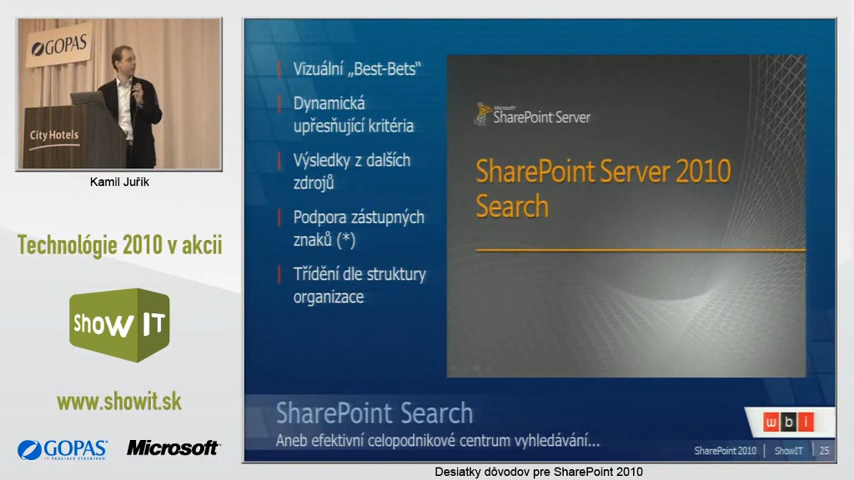 GOPAS
CityHotels
Kamil Juřík
Technológie 2010 v akcii
Show IT
www.showit.sk
GOPAS
Microsoft
Vizuální „Best-Bets“
Dynamická
upřesňující kritéria
Výsledky z dalších
zdrojů
Podpora zástupných
znaků (*)
Třídění dle struktury
organizace
Microsoft
SharePoint Server
SharePoint Server 2010
Search
SharePoint Search
Aneb efektivní celopodnikové centrum vyhledávání...
wbi
SharePoint 2010 | ShowIT | 25
Desiatky dôvodov pre SharePoint 2010